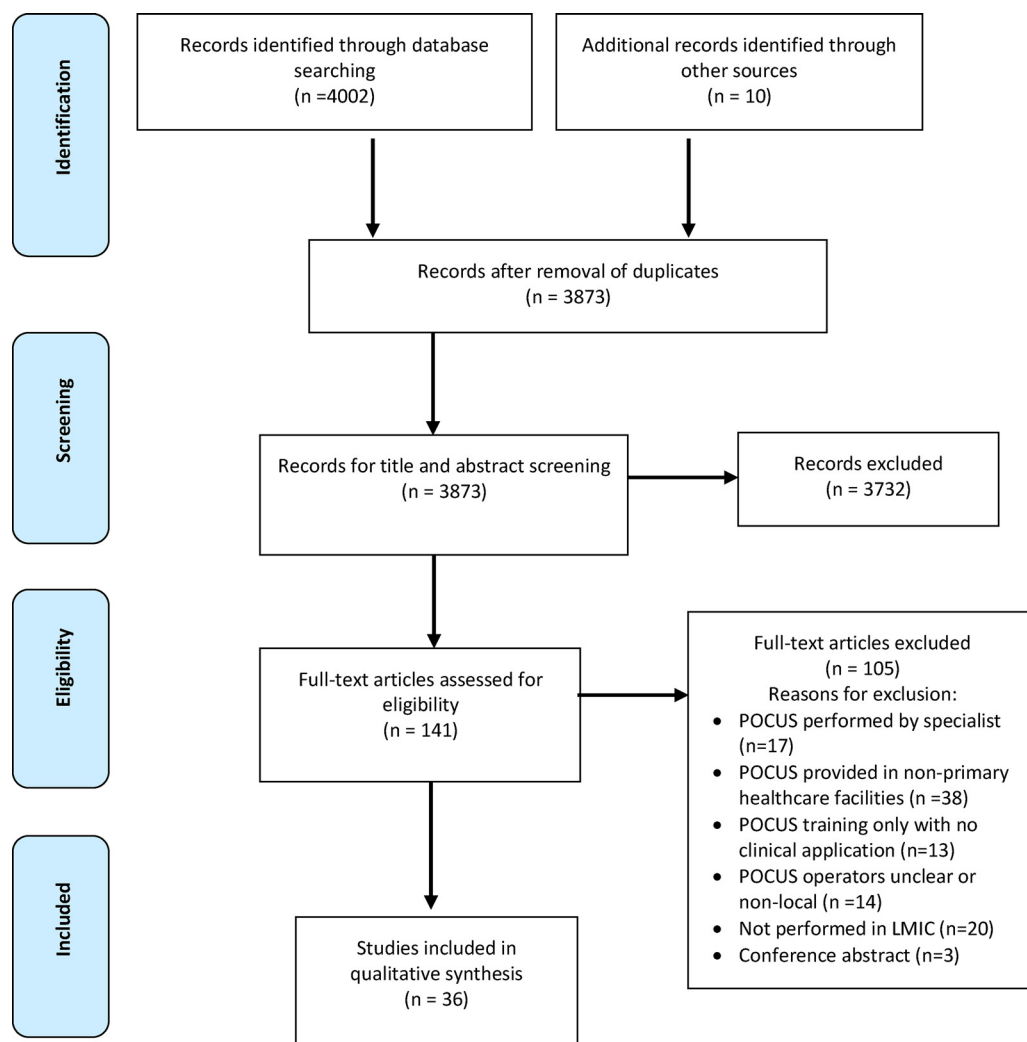 Identification
Records identified through database
searching
(n =4002)
Additional records identified through
other sources
(n = 10)
Records after removal of duplicates
(n = 3873)
Screening
Records for title and abstract screening
(n = 3873)
Records excluded
(n = 3732)
Eligibility
Full-text articles assessed for
eligibility
(n = 141)
Full-text articles excluded
(n = 105)
Reasons for exclusion:
• POCUS performed by specialist
(n=17)
• POCUS provided in non-primary
healthcare facilities (n =38)
• POCUS training only with no
clinical application (n=13)
• POCUS operators unclear or
non-local (n =14)
• Not performed in LMIC (n=20)
• Conference abstract (n=3)
Included
Studies included in
qualitative synthesis
(n = 36)